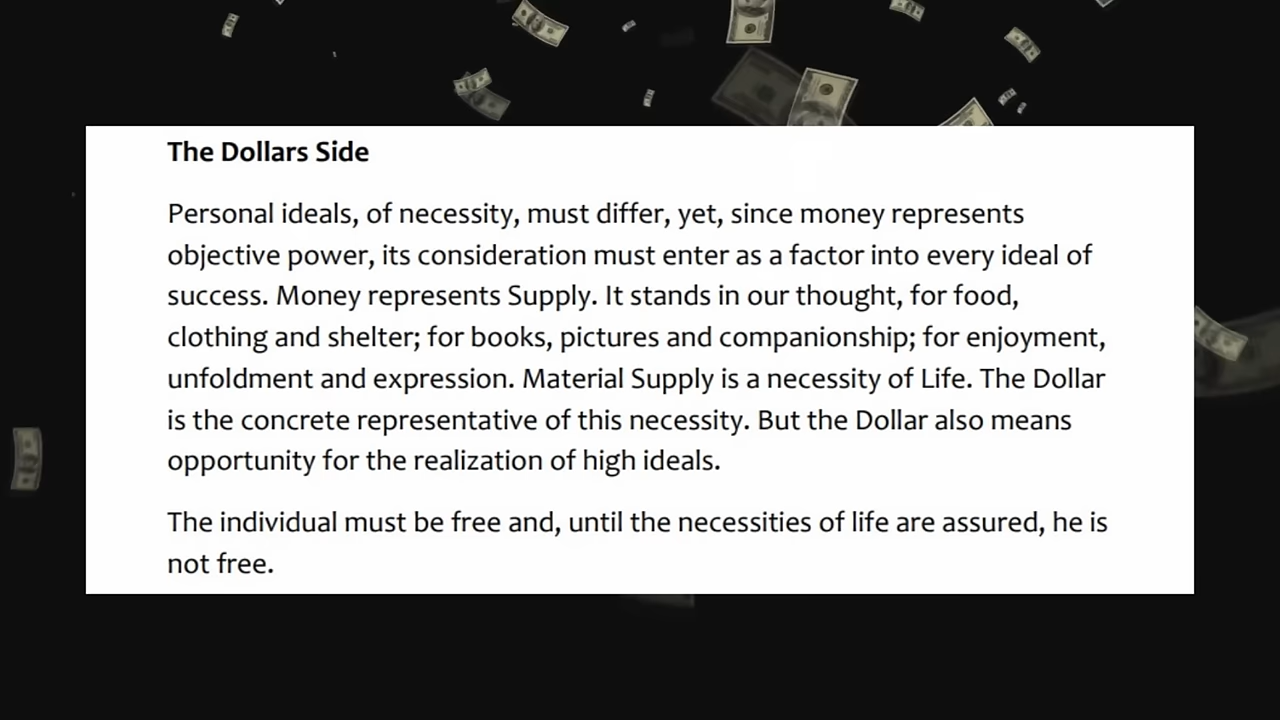 The Dollars Side
Personal ideals, of necessity, must differ, yet, since money represents
objective power, its consideration must enter as a factor into every ideal of
success. Money represents Supply. It stands in our thought, for food,
clothing and shelter; for books, pictures and companionship; for enjoyment,
unfoldment and expression. Material Supply is a necessity of Life. The Dollar
is the concrete representative of this necessity. But the Dollar also means
opportunity for the realization of high ideals.
The individual must be free and, until the necessities of life are assured, he is
not free.